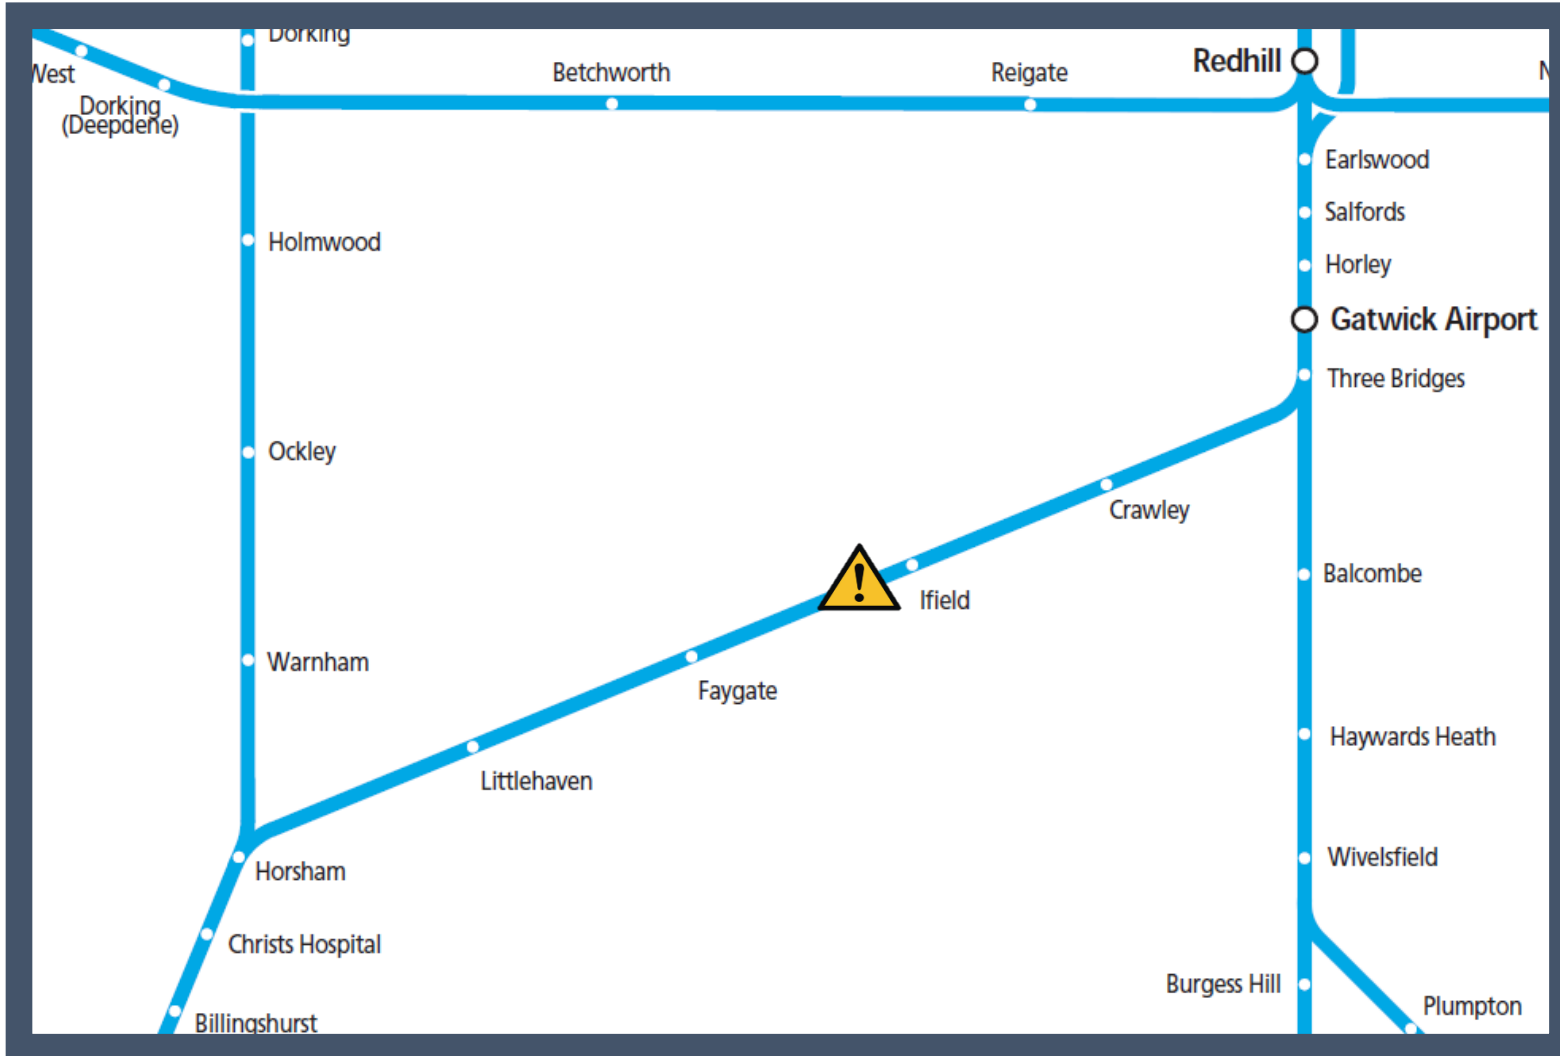 Dorking
West
Betchworth
Reigate
Redhill
N
Dorking
(Deepdene)
Earlswood
Salfords
Holmwood
Horley
Gatwick Airport
Three Bridges
Ockley
Crawley
Balcombe
!
Ifield
Warnham
Faygate
Haywards Heath
Littlehaven
Wivelsfield
Horsham
Christs Hospital
Burgess Hill
Plumpton
Billingshurst